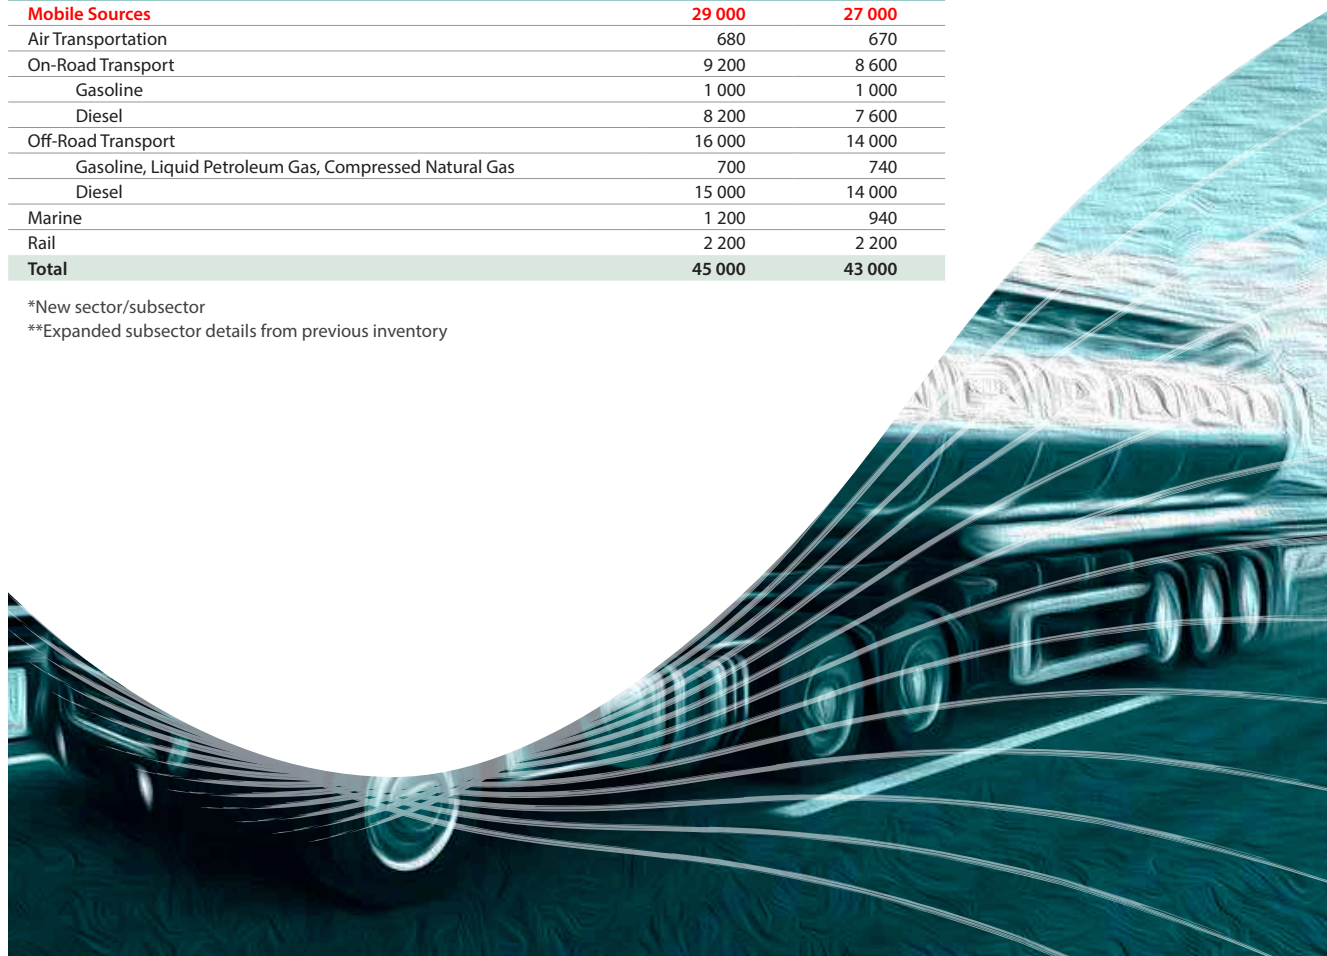 Mobile Sources 29 000 27 000
Air Transportation 680 670
On-Road Transport 9 200 8 600
Gasoline 1 000 1 000
Diesel 8 200 7 600
Off-Road Transport 16 000 14 000
Gasoline, Liquid Petroleum Gas, Compressed Natural Gas 700 740
Diesel 15 000 14 000
Marine 1 200 940
Rail 2 200 2 200
Total 45 000 43 000
*New sector/subsector
**Expanded subsector details from previous inventory